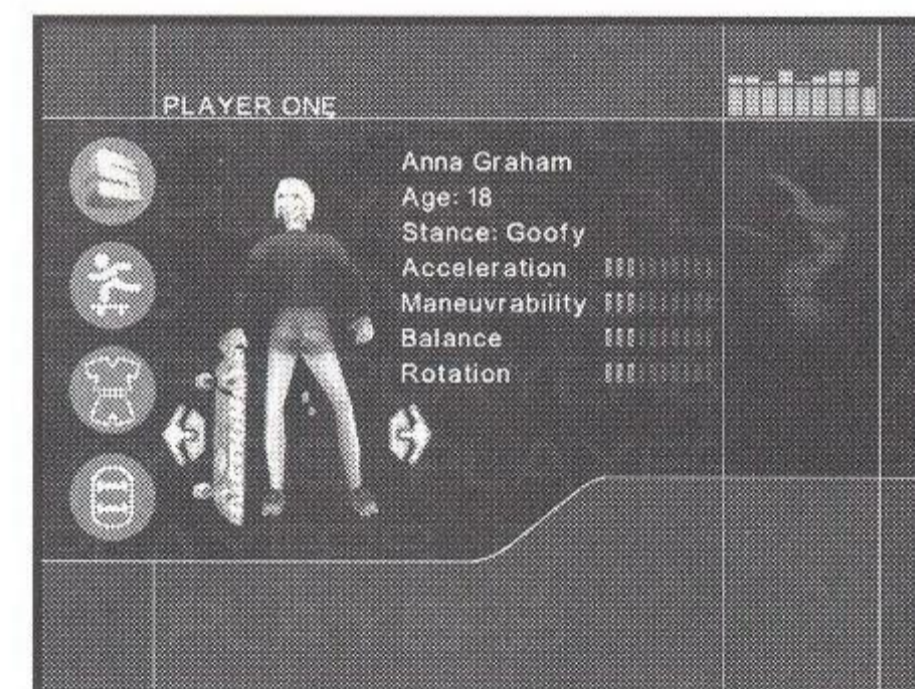 PLAYER ONE
Anna Graham
Age: 18
Stance: Goofy
Acceleration
Maneuvrability
Balance
Rotation